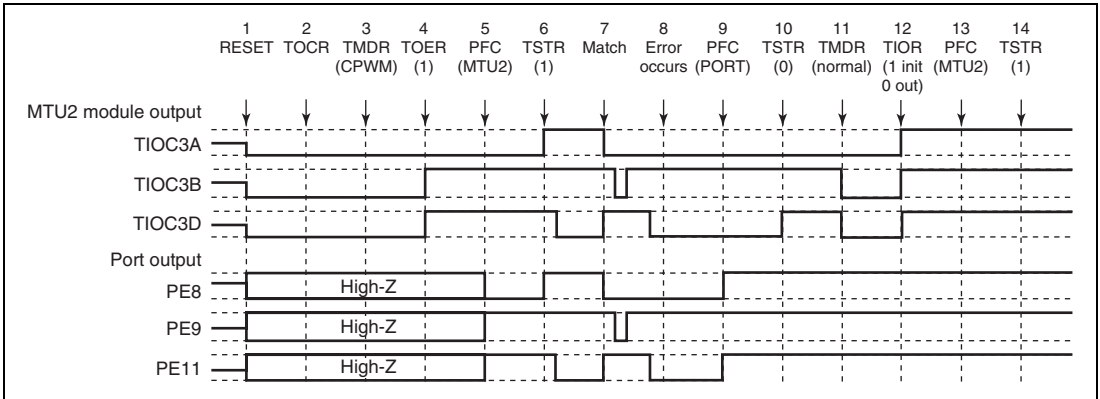 1 2 3 4 5 6 7 8 9 10 11 12 13 14
RESET TOCR TMDR TOER PFC TSTR Match Error PFC TSTR TMDR TIOR PFC TSTR
(CPWM) (1) (MTU2) (1) occurs (PORT) (0) (normal) (1 init (MTU2) (1)
0 out)
MTU2 module output
TIOC3A
TIOC3B
TIOC3D
Port output
PE8 High-Z
PE9 High-Z
PE11 High-Z